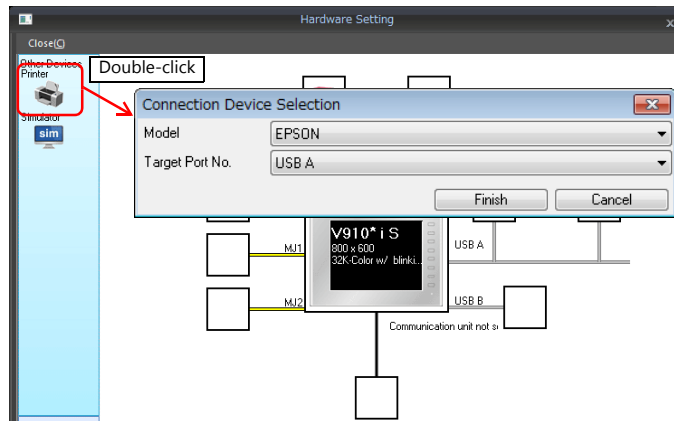 Hardware Setting
Close(C)
Other Devices
Printer
Double-click
Simulator
sim
Connection Device Selection
Model
EPSON
Target Port No.
USB A
Finish
Cancel
V910* i S
800 x 600
32K-Color w/ blinki...
MJ1
USB A
MJ2
USB B
Communication unit not s